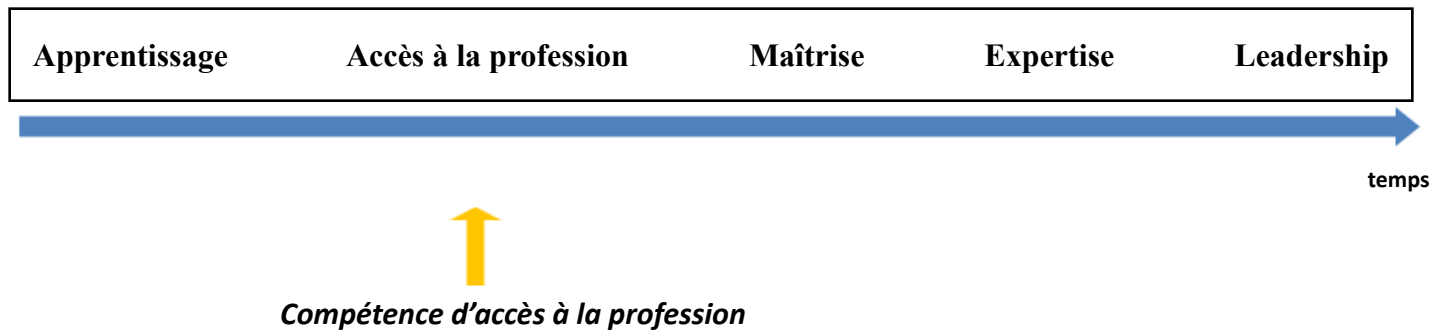 Apprentissage Accès à la profession Maîtrise Expertise Leadership
temps
Compétence d’accès à la profession